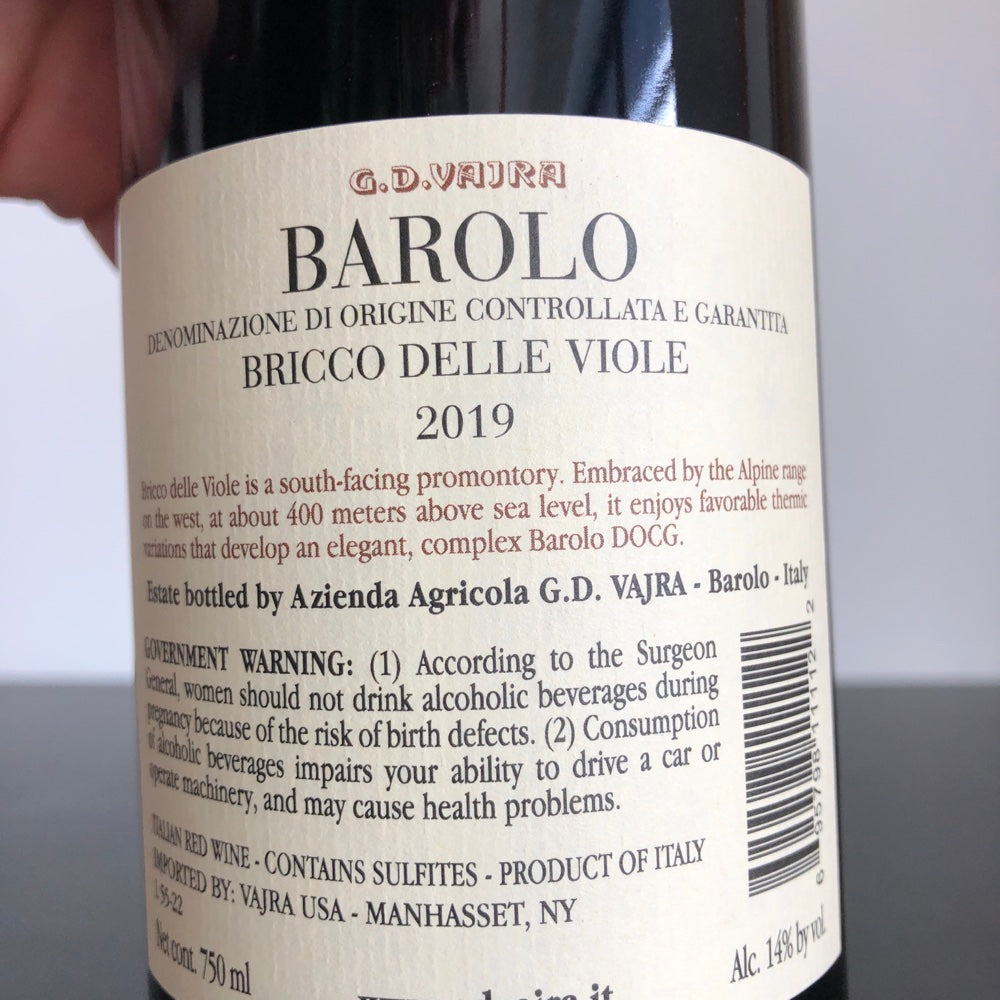 G.D.VAJRA
BAROLO
DENOMINAZIONE DI ORIGINE CONTROLLATA E GARANTITA
BRICCO DELLE VIOLE
2019
Bricco delle Viole is a south-facing promontory. Embraced by the Alpine range
on the west, at about 400 meters above sea level, it enjoys favorable thermic
variations that develop an elegant, complex Barolo DOCG.
Estate bottled by Azienda Agricola G.D. VAJRA - Barolo - Italy
GOVERNMENT WARNING: (1) According to the Surgeon
General, women should not drink alcoholic beverages during
pregnancy because of the risk of birth defects. (2) Consumption
of alcoholic beverages impairs your ability to drive a car or
operate machinery, and may cause health problems.
ITALIAN RED WINE - CONTAINS SULFITES - PRODUCT OF ITALY
IMPORTED BY: VAJRA USA - MANHASSET, NY
Net cont. 750 ml
Alc. 14% by vol.
6 95798 11112 2